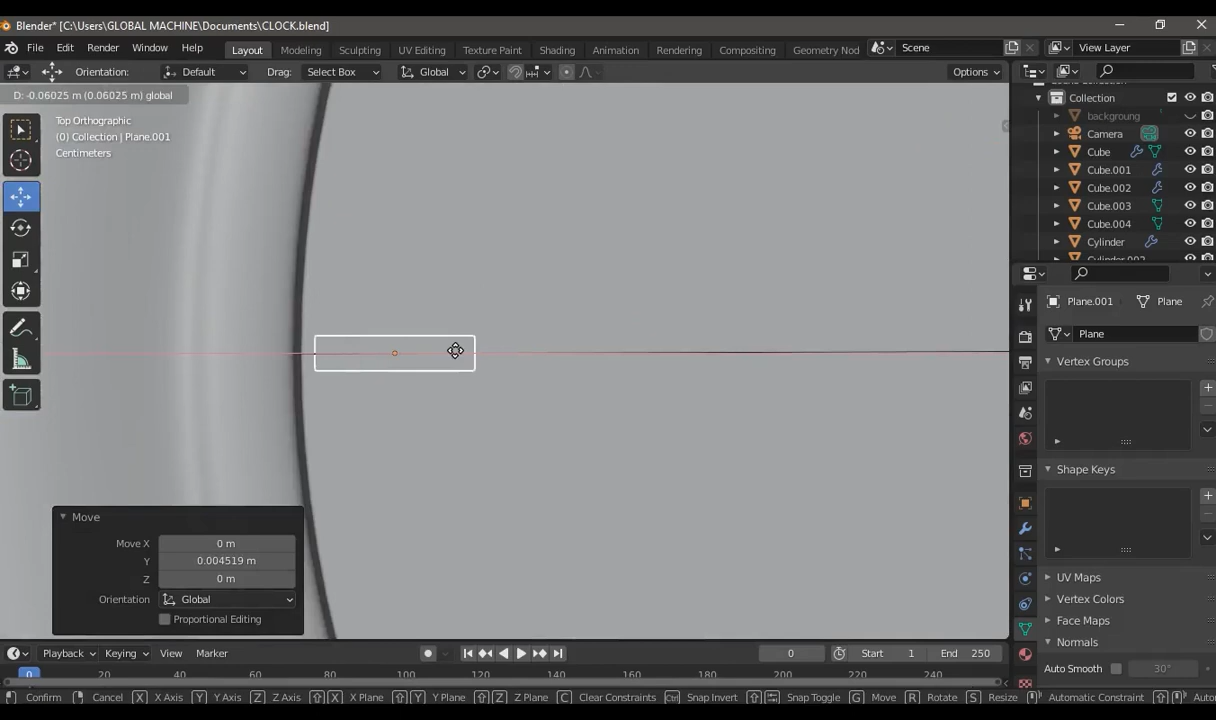 Blender* [C:\Users\GLOBAL MACHINE\Documents\CLOCK.blend]
File Edit Render Window Help Layout Modeling Sculpting UV Editing Texture Paint Shading Animation Rendering Compositing Geometry Nod Scene View Layer
Orientation: Default Drag: Select Box Global Options
D: -0.06025 m (0.06025 m) global
Top Orthographic
(0) Collection | Plane.001
Centimeters
Collection
backgroung
Camera
Cube
Cube.001
Cube.002
Cube.003
Cube.004
Cylinder
Cylinder.002
Plane.001 Plane
Plane
Vertex Groups
Shape Keys
UV Maps
Vertex Colors
Face Maps
Normals
Auto Smooth 30°
Move
Move X 0 m
Y 0.004519 m
Z 0 m
Orientation Global
Proportional Editing
Playback Keying View Marker 0 Start 1 End 250
0 20 40 60 80 100 120 140 160 180 200 220 240
Confirm Cancel X X Axis Y Y Axis Z Z Axis X X Plane Y Y Plane Z Z Plane C Clear Constraints Ctrl Snap Invert Snap Toggle G Move R Rotate S Resize Automatic Constraint Auto